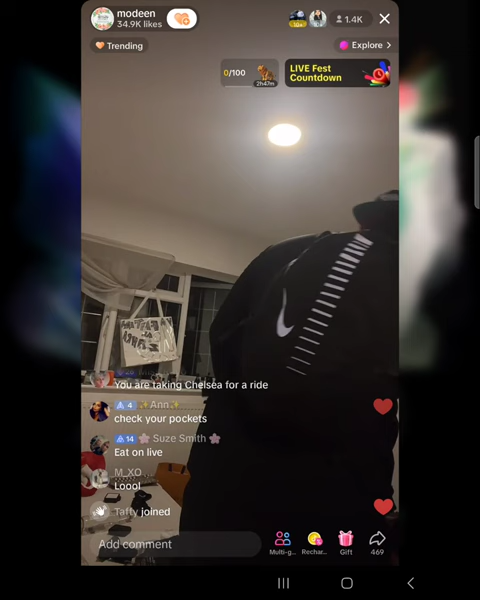 modeen
34.9K likes
1.4K
Trending
Explore >
0/100
2h47m
LIVE Fest
Countdown
You are taking Chelsea for a ride
4 ✨Ann✨
check your pockets
14 🌸 Suze Smith 🌸
Eat on live
M_XO
Loool
Taffy joined
Add comment
Multi-g...
Rechar...
Gift
469